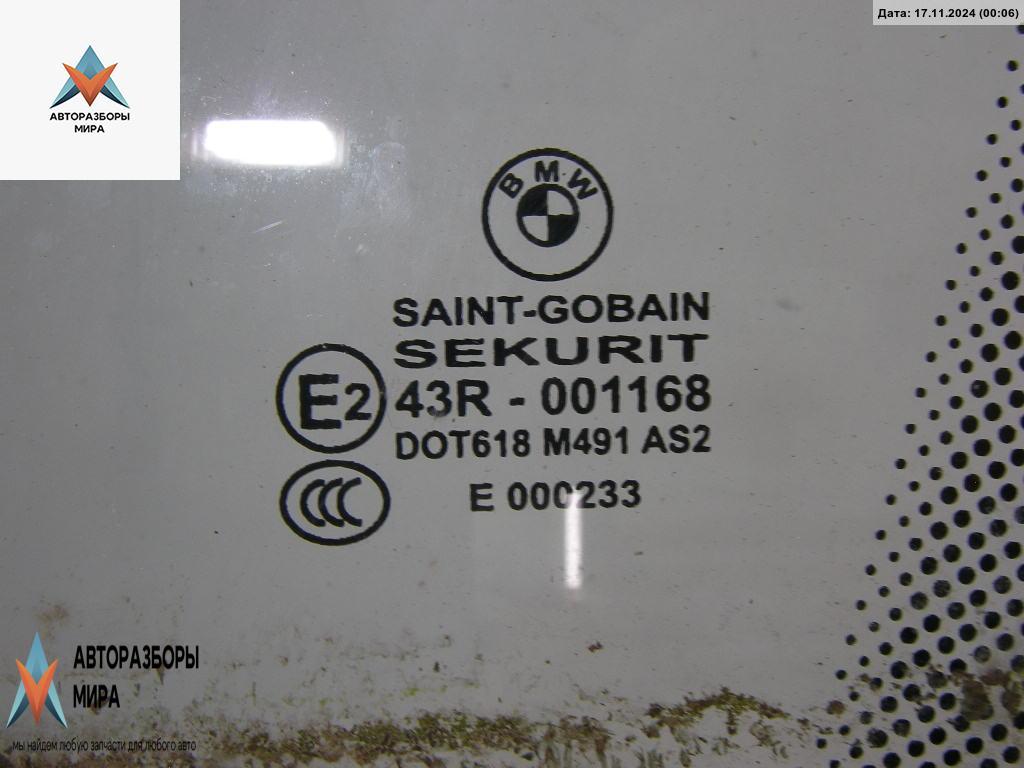 Дата: 17.11.2024 (00:06)
АВТОРАЗБОРЫ
МИРА
BMW
SAINT-GOBAIN
SEKURIT
E2 43R - 001168
DOT618 M491 AS2
CCC
E 000233
АВТОРАЗБОРЫ
МИРА
мы найдем любую запчасти для любого авто